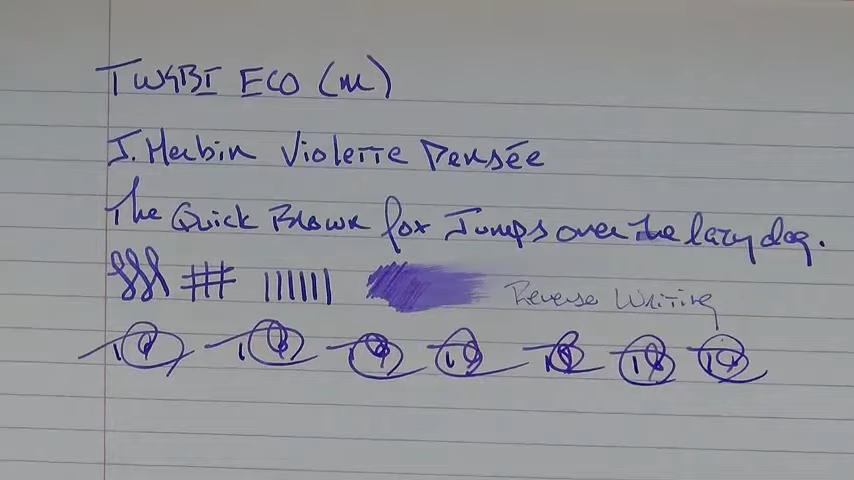 TWSBI ECO (M)
J. Herbin Violette Pensée
The Quick Brown fox Jumps over the lazy dog.
Reverse Writing